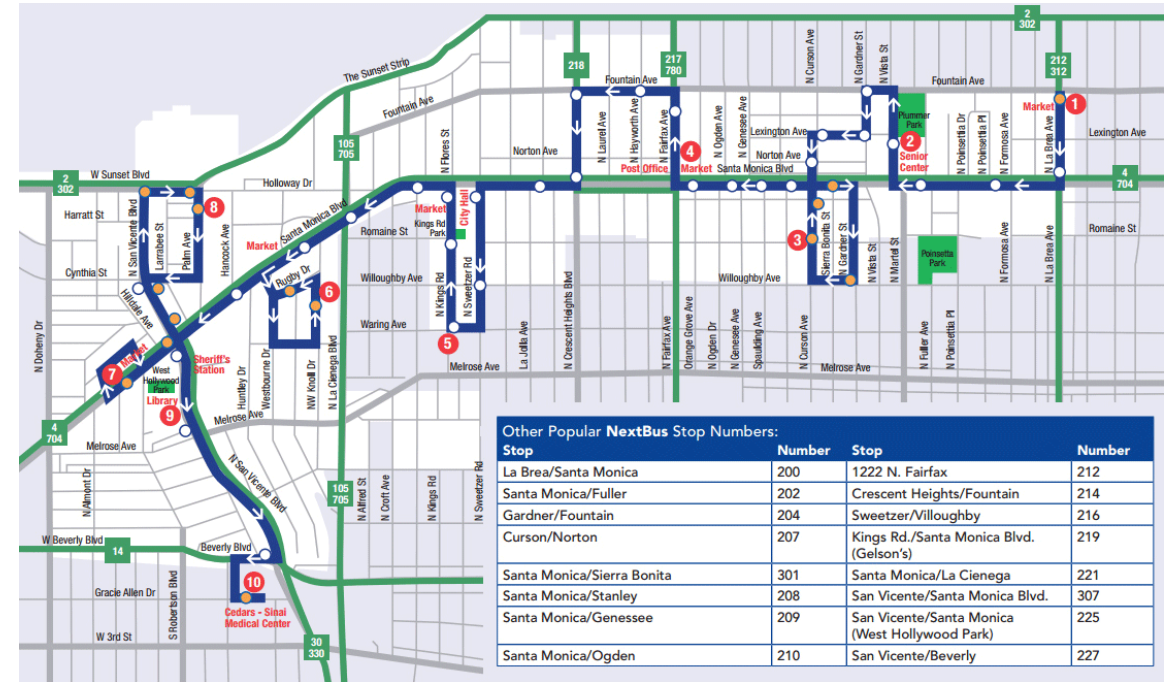 2
302
218
217
780
212
312
The Sunset Strip
Fountain Ave
Fountain Ave
Fountain Ave
N Curson Ave
N Gardner St
N Vista St
Market
1
105
705
N Flores St
Norton Ave
N Laurel Ave
N Hayworth Ave
N Fairfax Ave
N Ogden Ave
N Genesee Ave
Lexington Ave
Norton Ave
Plummer
Park
2
Senior
Center
N Poinsettia Dr
N Poinsettia Pl
N Formosa Ave
N La Brea Ave
Lexington Ave
4
Post Office
Market
Santa Monica Blvd
4
704
2
302
W Sunset Blvd
Holloway Dr
Harratt St
N San Vicente Blvd
Larrabee St
Palm Ave
8
Hancock Ave
Cynthia St
Santa Monica Blvd
Market
Market
Kings Rd
Park
City Hall
Romaine St
Romaine St
3
Sierra Bonita St
N Gardner St
N Vista St
N Martel St
Poinsetta
Park
N Formosa Ave
N La Brea Ave
Rugby Dr
6
Willoughby Ave
Willoughby Ave
N Kings Rd
N Sweetzer Rd
Waring Ave
5
Hilldale Ave
N Doheny Dr
7
Market
West
Hollywood
Park
Library
Sheriff's
Station
Huntley Dr
Westbourne Dr
NW Knoll Dr
N La Cienega Blvd
Melrose Ave
La Jolla Ave
N Crescent Heights Blvd
N Fairfax Ave
Orange Grove Ave
N Ogden Dr
N Genesee Ave
Spaulding Ave
N Curson Ave
Melrose Ave
N Fuller Ave
N Poinsettia Pl
9
Melrose Ave
4
704
Melrose Ave
N Almont Dr
N San Vicente Blvd
105
705
N Alfred St
N Croft Ave
N Kings Rd
N Sweetzer Rd
W Beverly Blvd
14
Beverly Blvd
Gracie Allen Dr
S Robertson Blvd
10
Cedars - Sinai
Medical Center
W 3rd St
30
330
Other Popular NextBus Stop Numbers:
Stop Number Stop Number
La Brea/Santa Monica 200 1222 N. Fairfax 212
Santa Monica/Fuller 202 Crescent Heights/Fountain 214
Gardner/Fountain 204 Sweetzer/Villoughby 216
Curson/Norton 207 Kings Rd./Santa Monica Blvd. 219
(Gelson's)
Santa Monica/Sierra Bonita 301 Santa Monica/La Cienega 221
Santa Monica/Stanley 208 San Vicente/Santa Monica Blvd. 307
Santa Monica/Genessee 209 San Vicente/Santa Monica 225
(West Hollywood Park)
Santa Monica/Ogden 210 San Vicente/Beverly 227